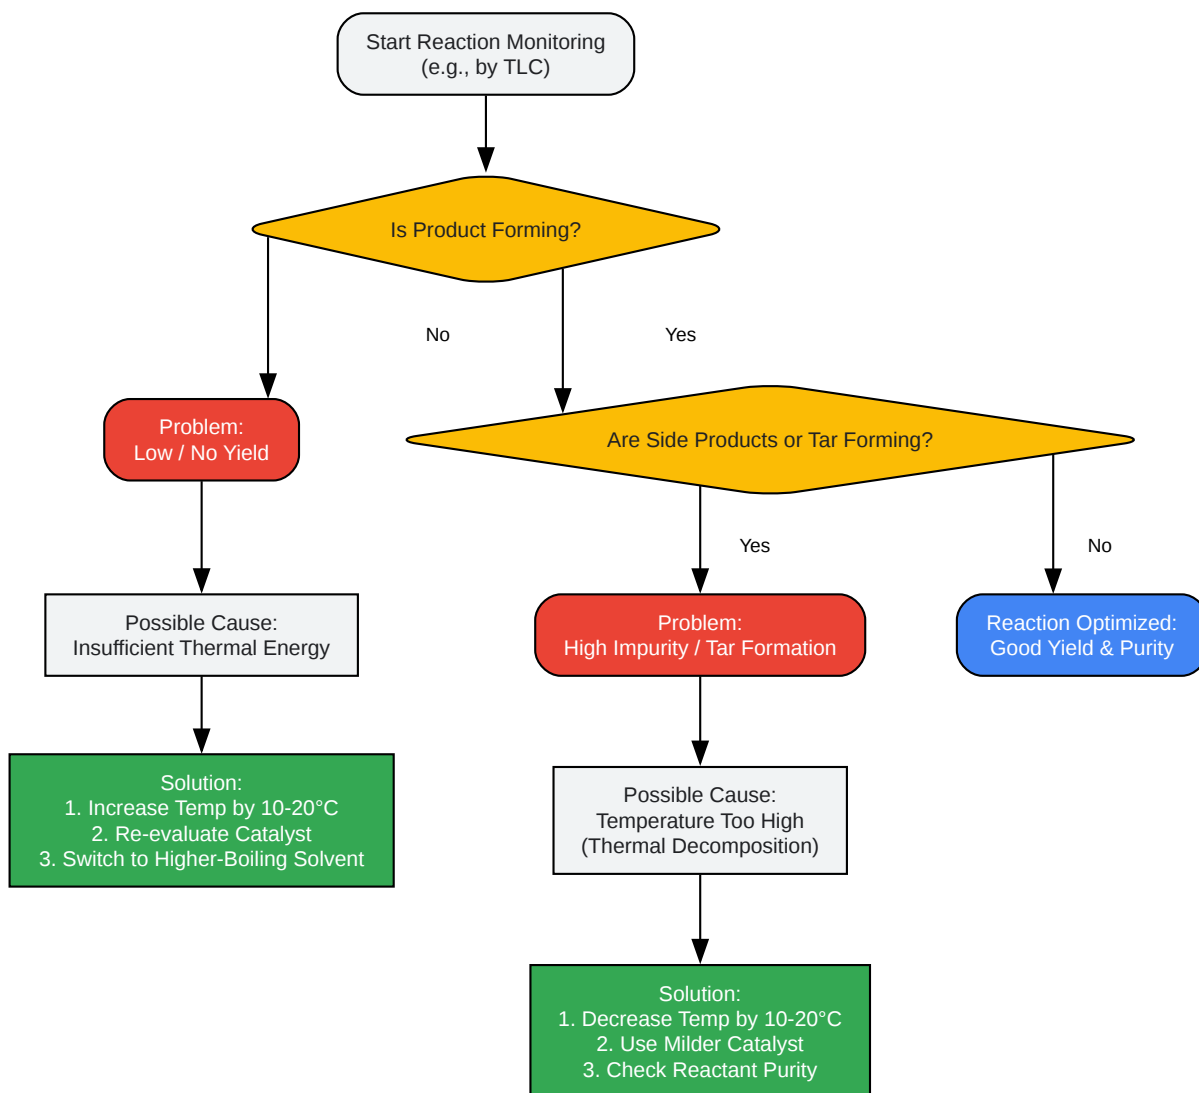 Start Reaction Monitoring
(e.g., by TLC)
Is Product Forming?
No
Yes
Problem:
Low / No Yield
Are Side Products or Tar Forming?
Yes
No
Possible Cause:
Insufficient Thermal Energy
Problem:
High Impurity / Tar Formation
Reaction Optimized:
Good Yield & Purity
Solution:
1. Increase Temp by 10-20°C
2. Re-evaluate Catalyst
3. Switch to Higher-Boiling Solvent
Possible Cause:
Temperature Too High
(Thermal Decomposition)
Solution:
1. Decrease Temp by 10-20°C
2. Use Milder Catalyst
3. Check Reactant Purity